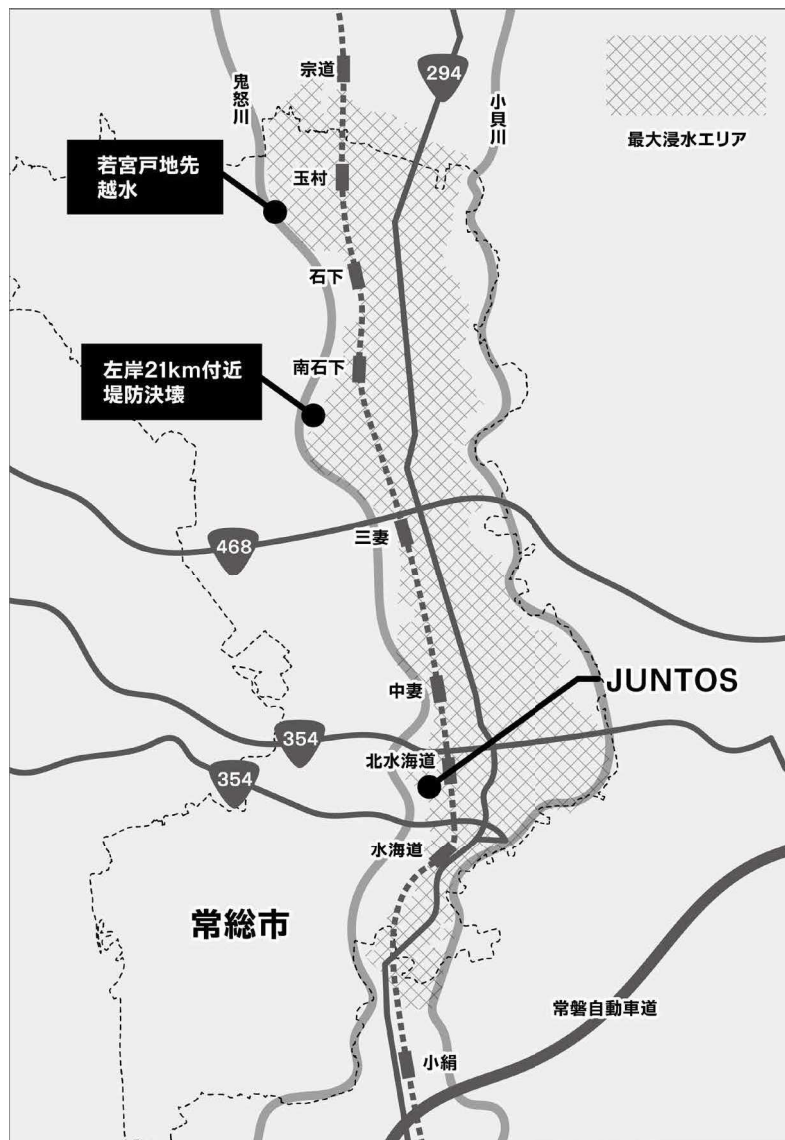 宗道
294
鬼怒川
小貝川
最大浸水エリア
若宮戸地先
越水
玉村
石下
左岸21km付近
堤防決壊
南石下
468
三妻
中妻
JUNTOS
354
北水海道
354
水海道
常総市
常磐自動車道
小絹